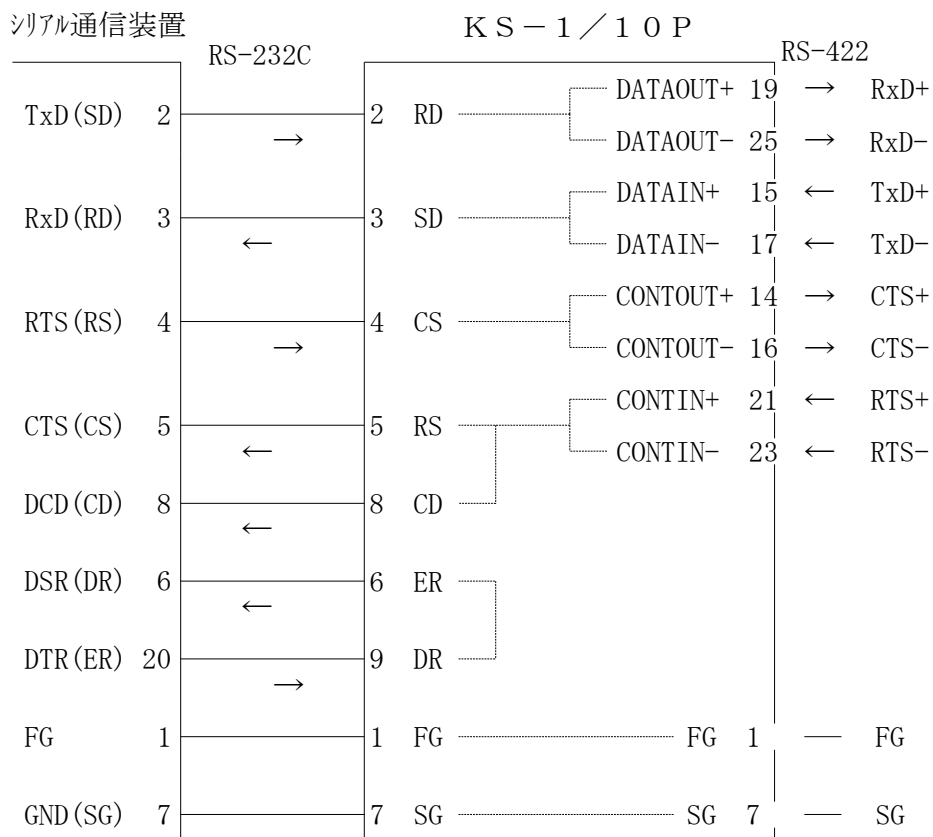 ｼﾘｱﾙ通信装置 ＫＳ－１／１０Ｐ
RS-232C RS-422
DATAOUT+ 19 → RxD+
TxD(SD) 2 2 RD
→ DATAOUT- 25 → RxD-
DATAIN+ 15 ← TxD+
RxD(RD) 3 3 SD
← DATAIN- 17 ← TxD-
CONTOUT+ 14 → CTS+
RTS(RS) 4 4 CS
→ CONTOUT- 16 → CTS-
CONTIN+ 21 ← RTS+
CTS(CS) 5 5 RS
← CONTIN- 23 ← RTS-
DCD(CD) 8 8 CD
←
DSR(DR) 6 6 ER
←
DTR(ER) 20 9 DR
→
FG 1 1 FG FG 1 — FG
GND(SG) 7 7 SG SG 7 — SG